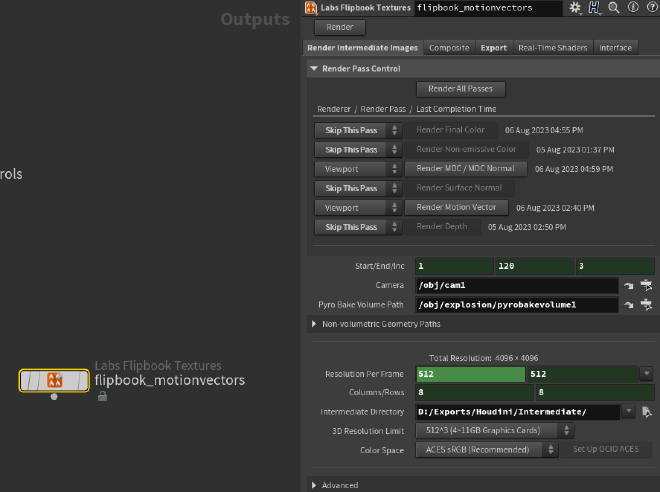 Outputs
rols
Labs Flipbook Textures
flipbook_motionvectors
Labs Flipbook Textures flipbook_motionvectors
Render
Render Intermediate Images Composite Export Real-Time Shaders Interface
Render Pass Control
Render All Passes
Renderer / Render Pass / Last Completion Time
Skip This Pass Render Final Color 06 Aug 2023 04:55 PM
Skip This Pass Render Non-emissive Color 05 Aug 2023 01:37 PM
Viewport Render MDC / MDC Normal 06 Aug 2023 04:59 PM
Skip This Pass Render Surface Normal
Viewport Render Motion Vector 06 Aug 2023 02:40 PM
Skip This Pass Render Depth 05 Aug 2023 02:50 PM
Start/End/Inc 1 120 3
Camera /obj/cam1
Pyro Bake Volume Path /obj/explosion/pyrobakevolume1
Non-volumetric Geometry Paths
Total Resolution: 4096 × 4096
Resolution Per Frame 512 512
Columns/Rows 8 8
Intermediate Directory D:/Exports/Houdini/Intermediate/
3D Resolution Limit 512^3 (4~11GB Graphics Cards)
Color Space ACES sRGB (Recommended) Set Up OCIO ACES
Advanced